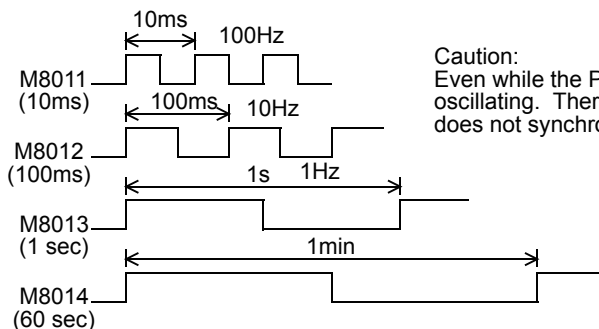 10ms
100Hz
M8011
(10ms)
100ms
10Hz
M8012
(100ms)
1s
1Hz
M8013
(1 sec)
1min
M8014
(60 sec)
Caution:
Even while the
oscillating. Ther
does not synchro